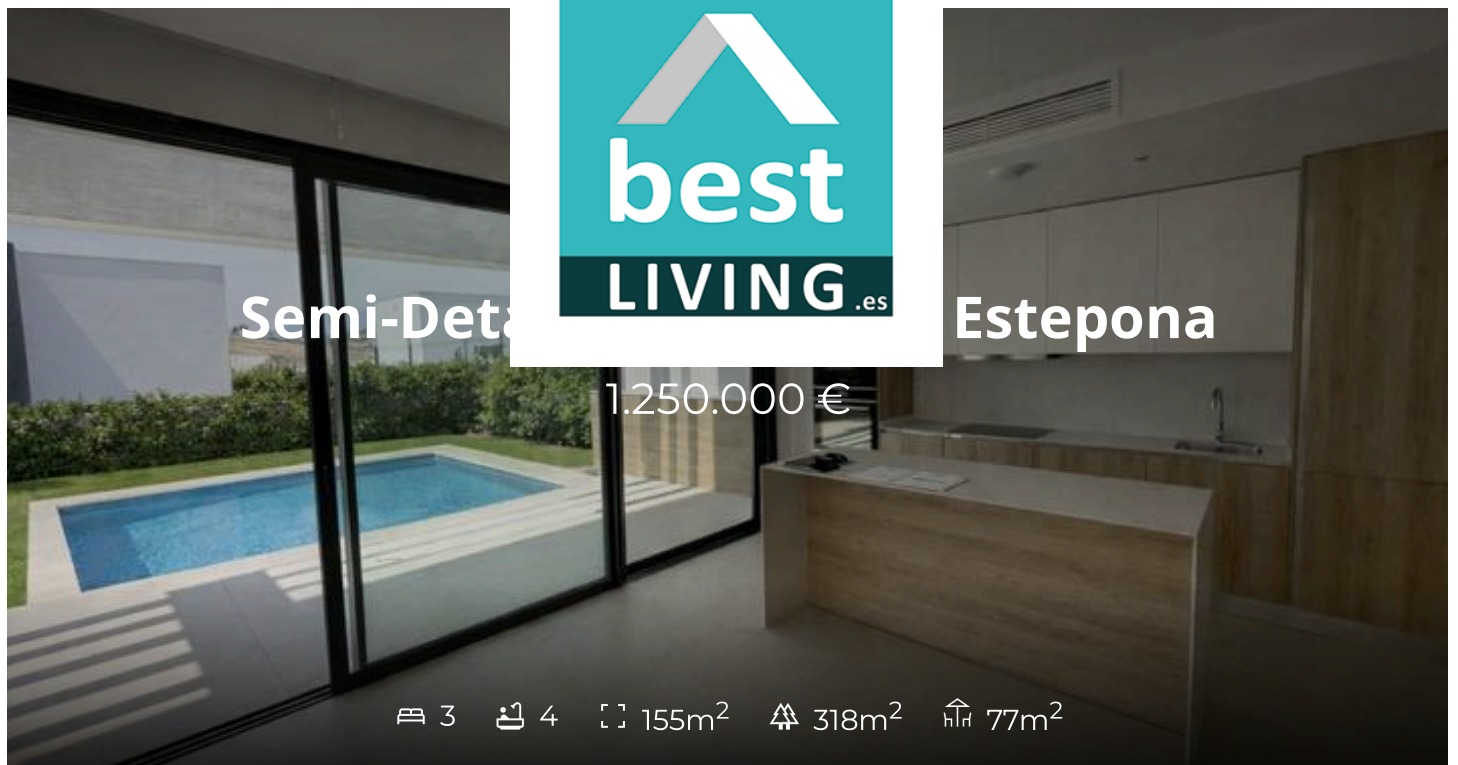 best
LIVING.es
Semi-Deta Estepona
1.250.000 €
3 4 155m² 318m² 77m²